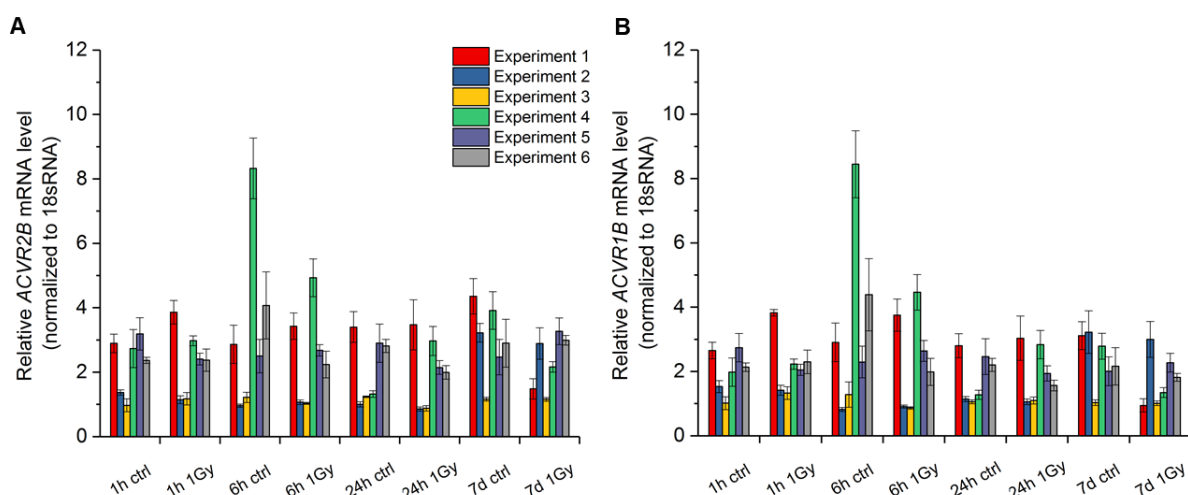 A
Relative ACVR2B mRNA level
(normalized to 18sRNA)
12
10
8
6
4
2
0
Experiment 1
Experiment 2
Experiment 3
Experiment 4
Experiment 5
Experiment 6
1h ctrl
1h 1Gy
6h ctrl
6h 1Gy
24h ctrl
24h 1Gy
7d ctrl
7d 1Gy
B
Relative ACVR1B mRNA level
(normalized to 18sRNA)
12
10
8
6
4
2
0
1h ctrl
1h 1Gy
6h ctrl
6h 1Gy
24h ctrl
24h 1Gy
7d ctrl
7d 1Gy